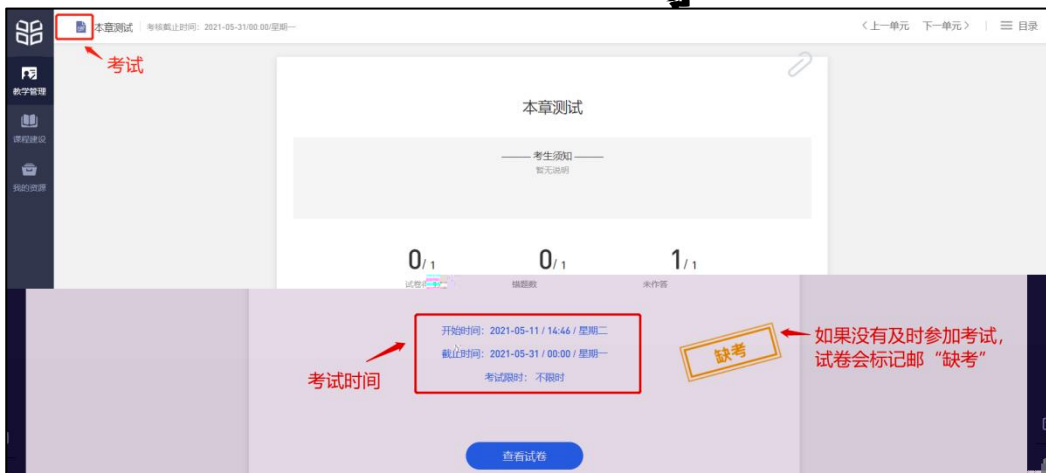 本章测试 考核截止时间：2021-05-31/00:00/星期一
〈上一单元 下一单元〉 目录
考试
教学管理
课程建设
我的资源
本章测试
考生须知
暂无说明
0/1 0/1 1/1
错题数 未作答
开始时间：2021-05-11 / 14:46 / 星期二
截止时间：2021-05-31 / 00:00 / 星期一
考试限时：不限时
考试时间
缺考
如果没有及时参加考试，
试卷会标记邮“缺考”
查看试卷